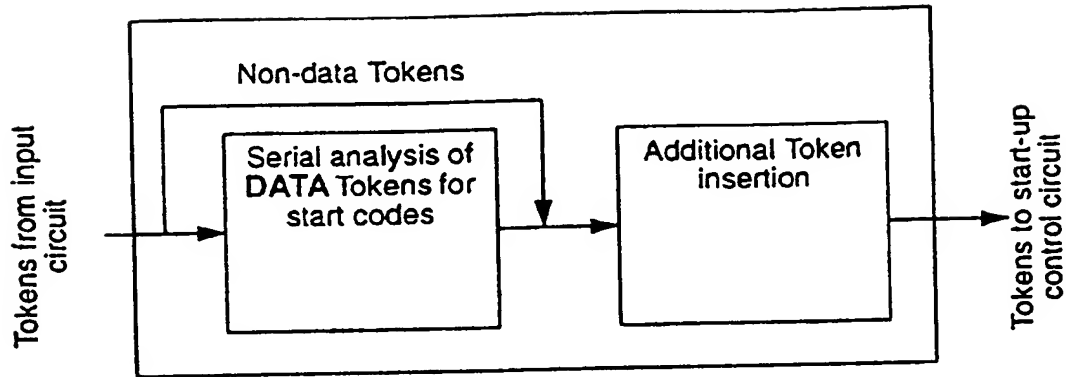 Tokens from input
circuit
Non-data Tokens
Serial analysis of
DATA Tokens for
start codes
Additional Token
insertion
Tokens to start-up
control circuit